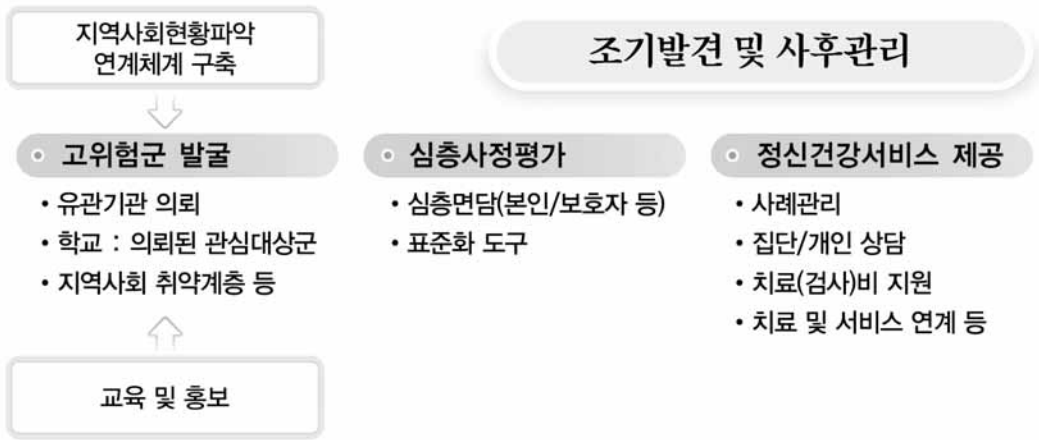 지역사회현황파악
연계체계 구축
조기발견 및 사후관리
고위험군 발굴
• 유관기관 의뢰
• 학교 : 의뢰된 관심대상군
• 지역사회 취약계층 등
심층사정평가
• 심층면담(본인/보호자 등)
• 표준화 도구
정신건강서비스 제공
• 사례관리
• 집단/개인 상담
• 치료(검사)비 지원
• 치료 및 서비스 연계 등
교육 및 홍보